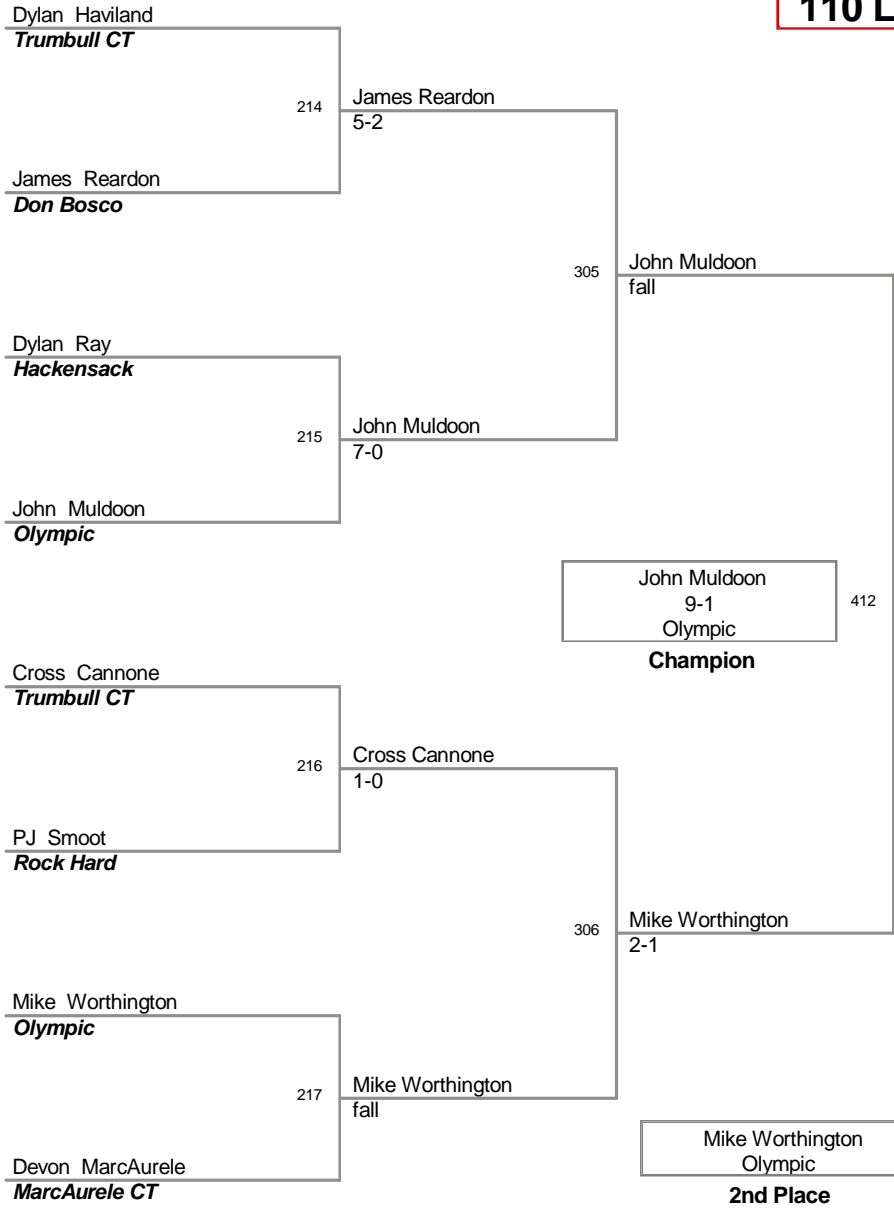 110 L
Dylan Haviland
Trumbull CT
214
James Reardon
5-2
James Reardon
Don Bosco
305
John Muldoon
fall
Dylan Ray
Hackensack
215
John Muldoon
7-0
John Muldoon
Olympic
John Muldoon
9-1
Olympic
412
Champion
Cross Cannone
Trumbull CT
216
Cross Cannone
1-0
PJ Smoot
Rock Hard
306
Mike Worthington
2-1
Mike Worthington
Olympic
217
Mike Worthington
fall
Devon MarcAurele
MarcAurele CT
Mike Worthington
Olympic
2nd Place